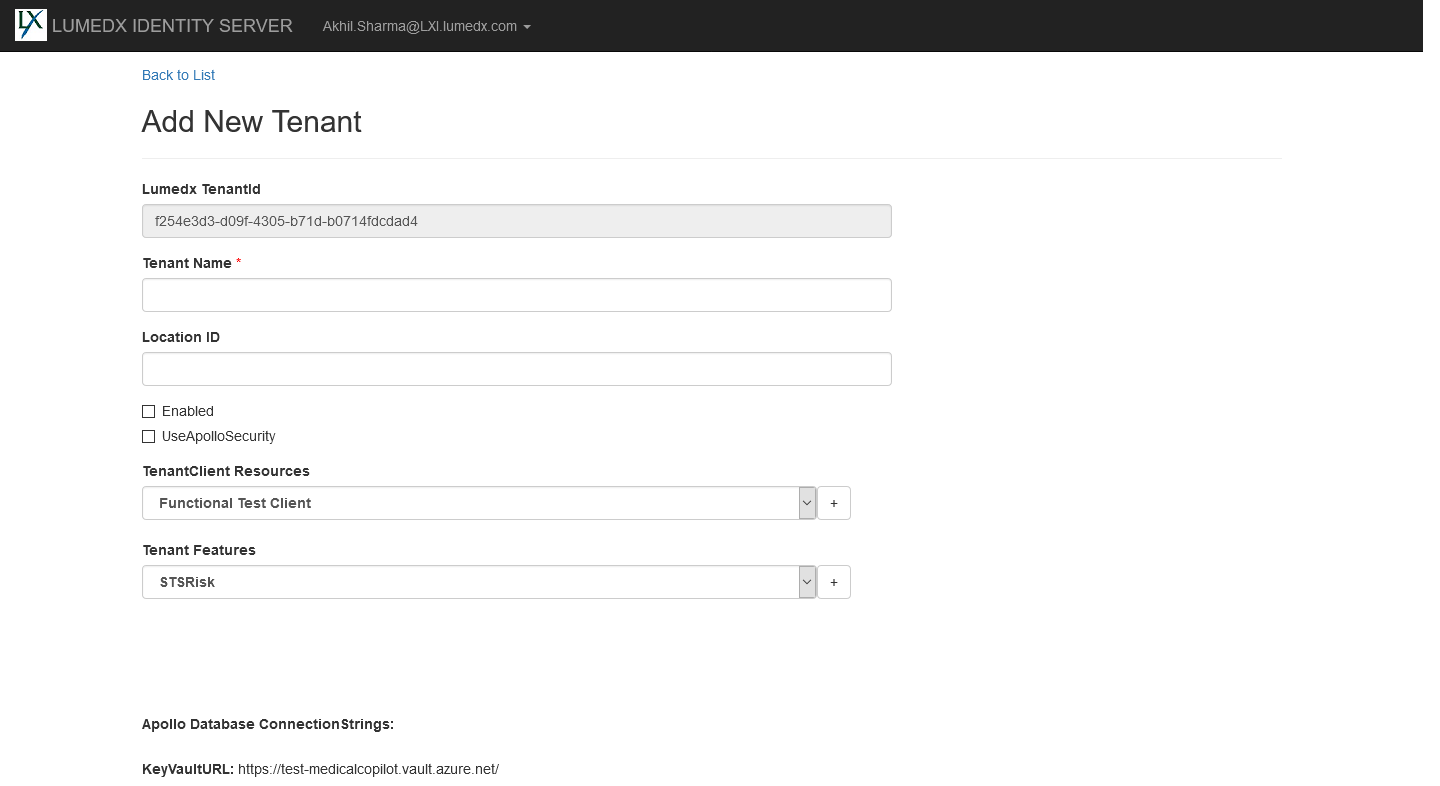 LX LUMEDX IDENTITY SERVER Akhil.Sharma@LXI.lumedx.com
Back to List
Add New Tenant
Lumedx TenantId
f254e3d3-d09f-4305-b71d-b0714fdcdad4
Tenant Name *
Location ID
Enabled
UseApolloSecurity
TenantClient Resources
Functional Test Client +
Tenant Features
STSRisk +
Apollo Database ConnectionStrings:
KeyVaultURL: https://test-medicalcopilot.vault.azure.net/